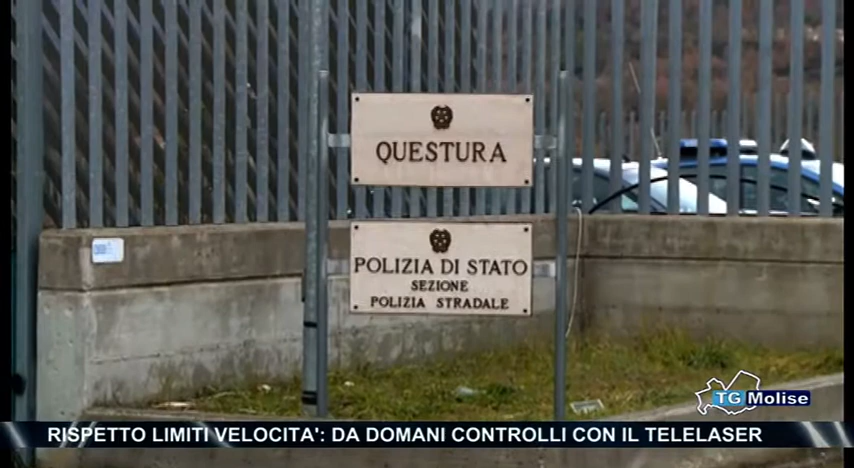 QUESTURA
POLIZIA DI STATO
SEZIONE
POLIZIA STRADALE
TG Molise
RISPETTO LIMITI VELOCITA': DA DOMANI CONTROLLI CON IL TELELASER